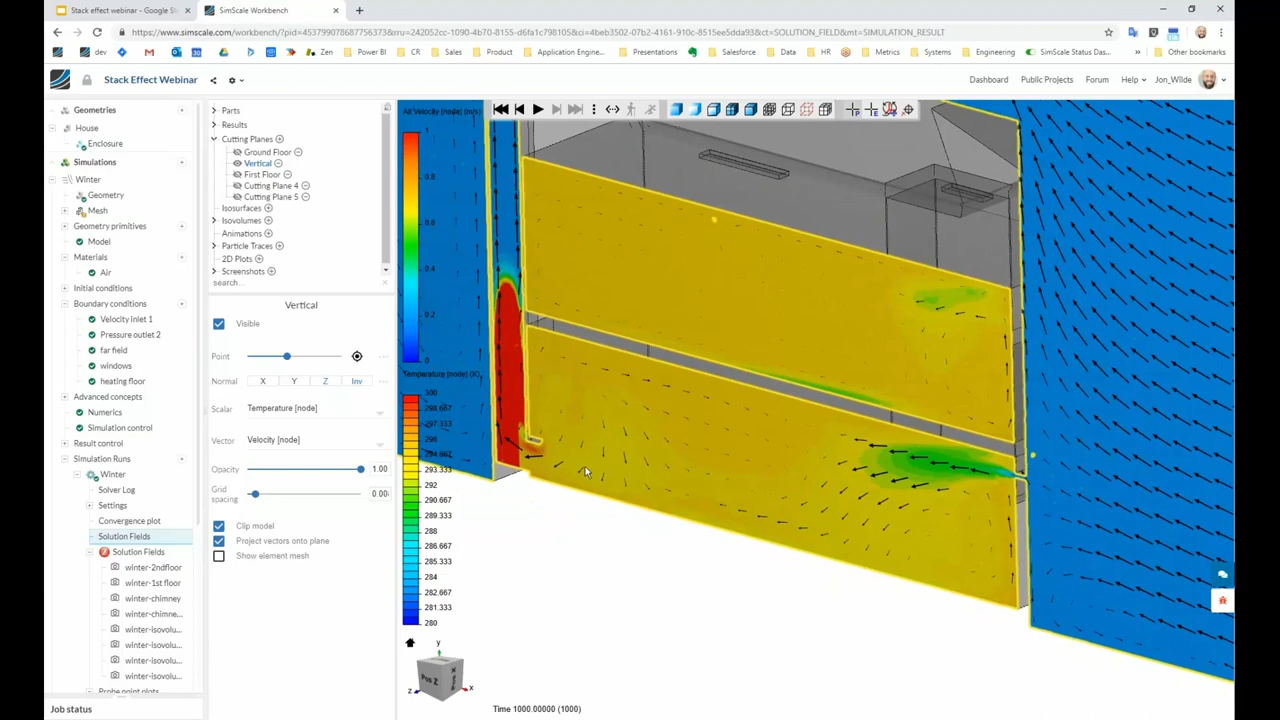 Stack effect webinar
SimScale Workbench
https://www.simscale.com/workbench/?pid=4537990786877563738&ru=242052cc-1090-4b70-8155-d6fa1c798105&ci=4beb3502-07b2-4161-910c-8515ee5dda93&ct=SOLUTION_FIELD&mt=SIMULATION_RESULT
dev
Zen
Power BI
CR
Sales
Product
Application Engine...
Presentations
Salesforce
Data
HR
Metrics
Systems
Engineering
SimScale Status Das...
Other bookmarks
Stack Effect Webinar
Dashboard
Public Projects
Forum
Help
Jon_Wilde
Geometries
House
Enclosure
Simulations
Winter
Geometry
Mesh
Geometry primitives
Model
Materials
Air
Initial conditions
Boundary conditions
Velocity inlet 1
Pressure outlet 2
far field
windows
heating floor
Advanced concepts
Numerics
Simulation control
Result control
Simulation Runs
Winter
Solver Log
Settings
Convergence plot
Solution Fields
Solution Fields
winter-2ndfloor
winter-1st floor
winter-chimney
winter-chimne...
winter-isovolu...
winter-isovolu...
winter-isovolu...
winter-isovolu...
Probe point plots
Job status
Parts
Results
Cutting Planes
Ground Floor
Vertical
First Floor
Cutting Plane 4
Cutting Plane 5
Isosurfaces
Isovolumes
Animations
Particle Traces
2D Plots
Screenshots
search...
Vertical
Visible
Point
Normal
X
Y
Z
Inv
Scalar
Temperature [node]
Vector
Velocity [node]
Opacity
1.00
Grid
spacing
0.00
Clip model
Project vectors onto plane
Show element mesh
All Velocity [node] (m/s)
1
0.8
0.6
0.4
0.2
0
Temperature [node] (K)
300
298.667
297.333
296
294.667
293.333
292
290.667
289.333
288
286.667
285.333
284
282.667
281.333
280
y
Pos Z
z
x
Time 1000.00000 (1000)